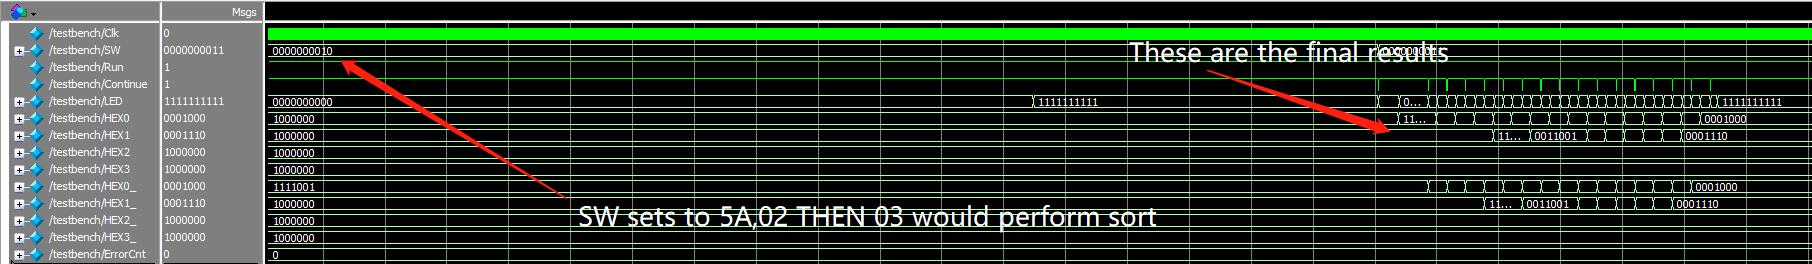 Msgs
/testbench/Clk 0
/testbench/SW 0000000011 0000000010
These are the final results
/testbench/Run 1
/testbench/Continue 1
/testbench/LED 1111111111 0000000000 1111111111 0... 1111111111
/testbench/HEX0 0001000 1000000 11... 0001000
/testbench/HEX1 0001110 1000000 11... 0011001 0001110
/testbench/HEX2 1000000 1000000
/testbench/HEX3 1000000 1000000
/testbench/HEX0_ 0001000 1111001 0001000
/testbench/HEX1_ 0001110 1000000 11... 0011001 0001110
SW sets to 5A,02 THEN 03 would perform sort
/testbench/HEX2_ 1000000 1000000
/testbench/HEX3_ 1000000 1000000
/testbench/ErrorCnt 0 0